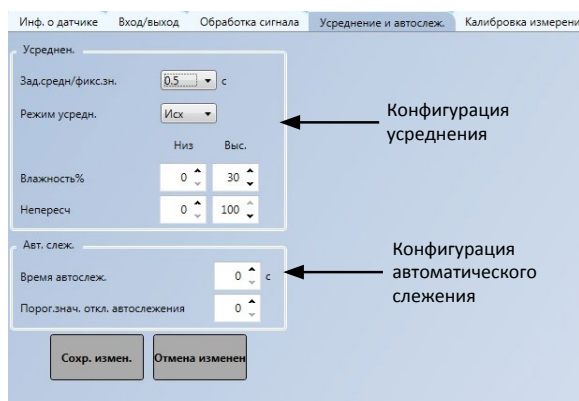 Инф. о датчике Вход/выход Обработка сигнала Усреднение и автослеж. Калибровка измерени
Усреднен.
Зад.средн/фикс.зн. 0.5 с
Режим усредн. Исх
Низ Выс.
Влажность% 0 30
Непересч 0 100
Конфигурация
усреднения
Авт. слеж.
Время автослеж. 0 с
Порог.знач. откл. автослежения 0
Конфигурация
автоматического
слежения
Сохр. измен. Отмена изменен